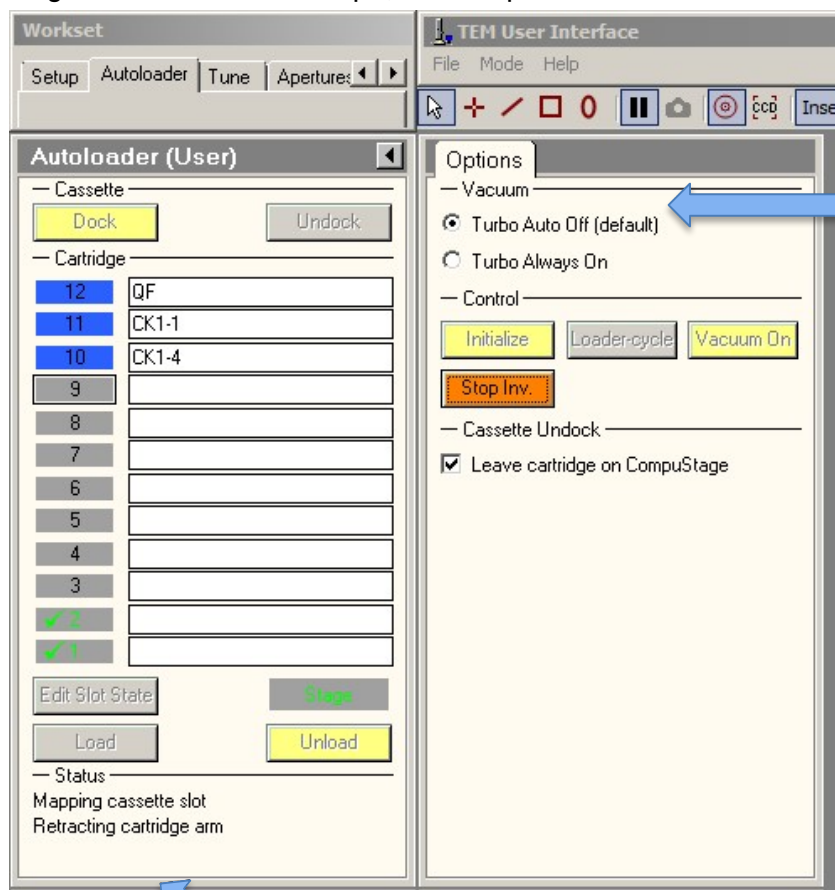 Workset
Setup Autoloader Tune Apertures
Autoloader (User)
Cassette
Dock Undock
Cartridge
12 QF
11 CK1-1
10 CK1-4
9
8
7
6
5
4
3
2
1
Edit Slot State Stage
Load Unload
Status
Mapping cassette slot
Retracting cartridge arm
TEM User Interface
File Mode Help
CCD Inse
Options
Vacuum
Turbo Auto Off (default)
Turbo Always On
Control
Initialize Loader-cycle Vacuum On
Stop Inv.
Cassette Undock
Leave cartridge on CompuStage